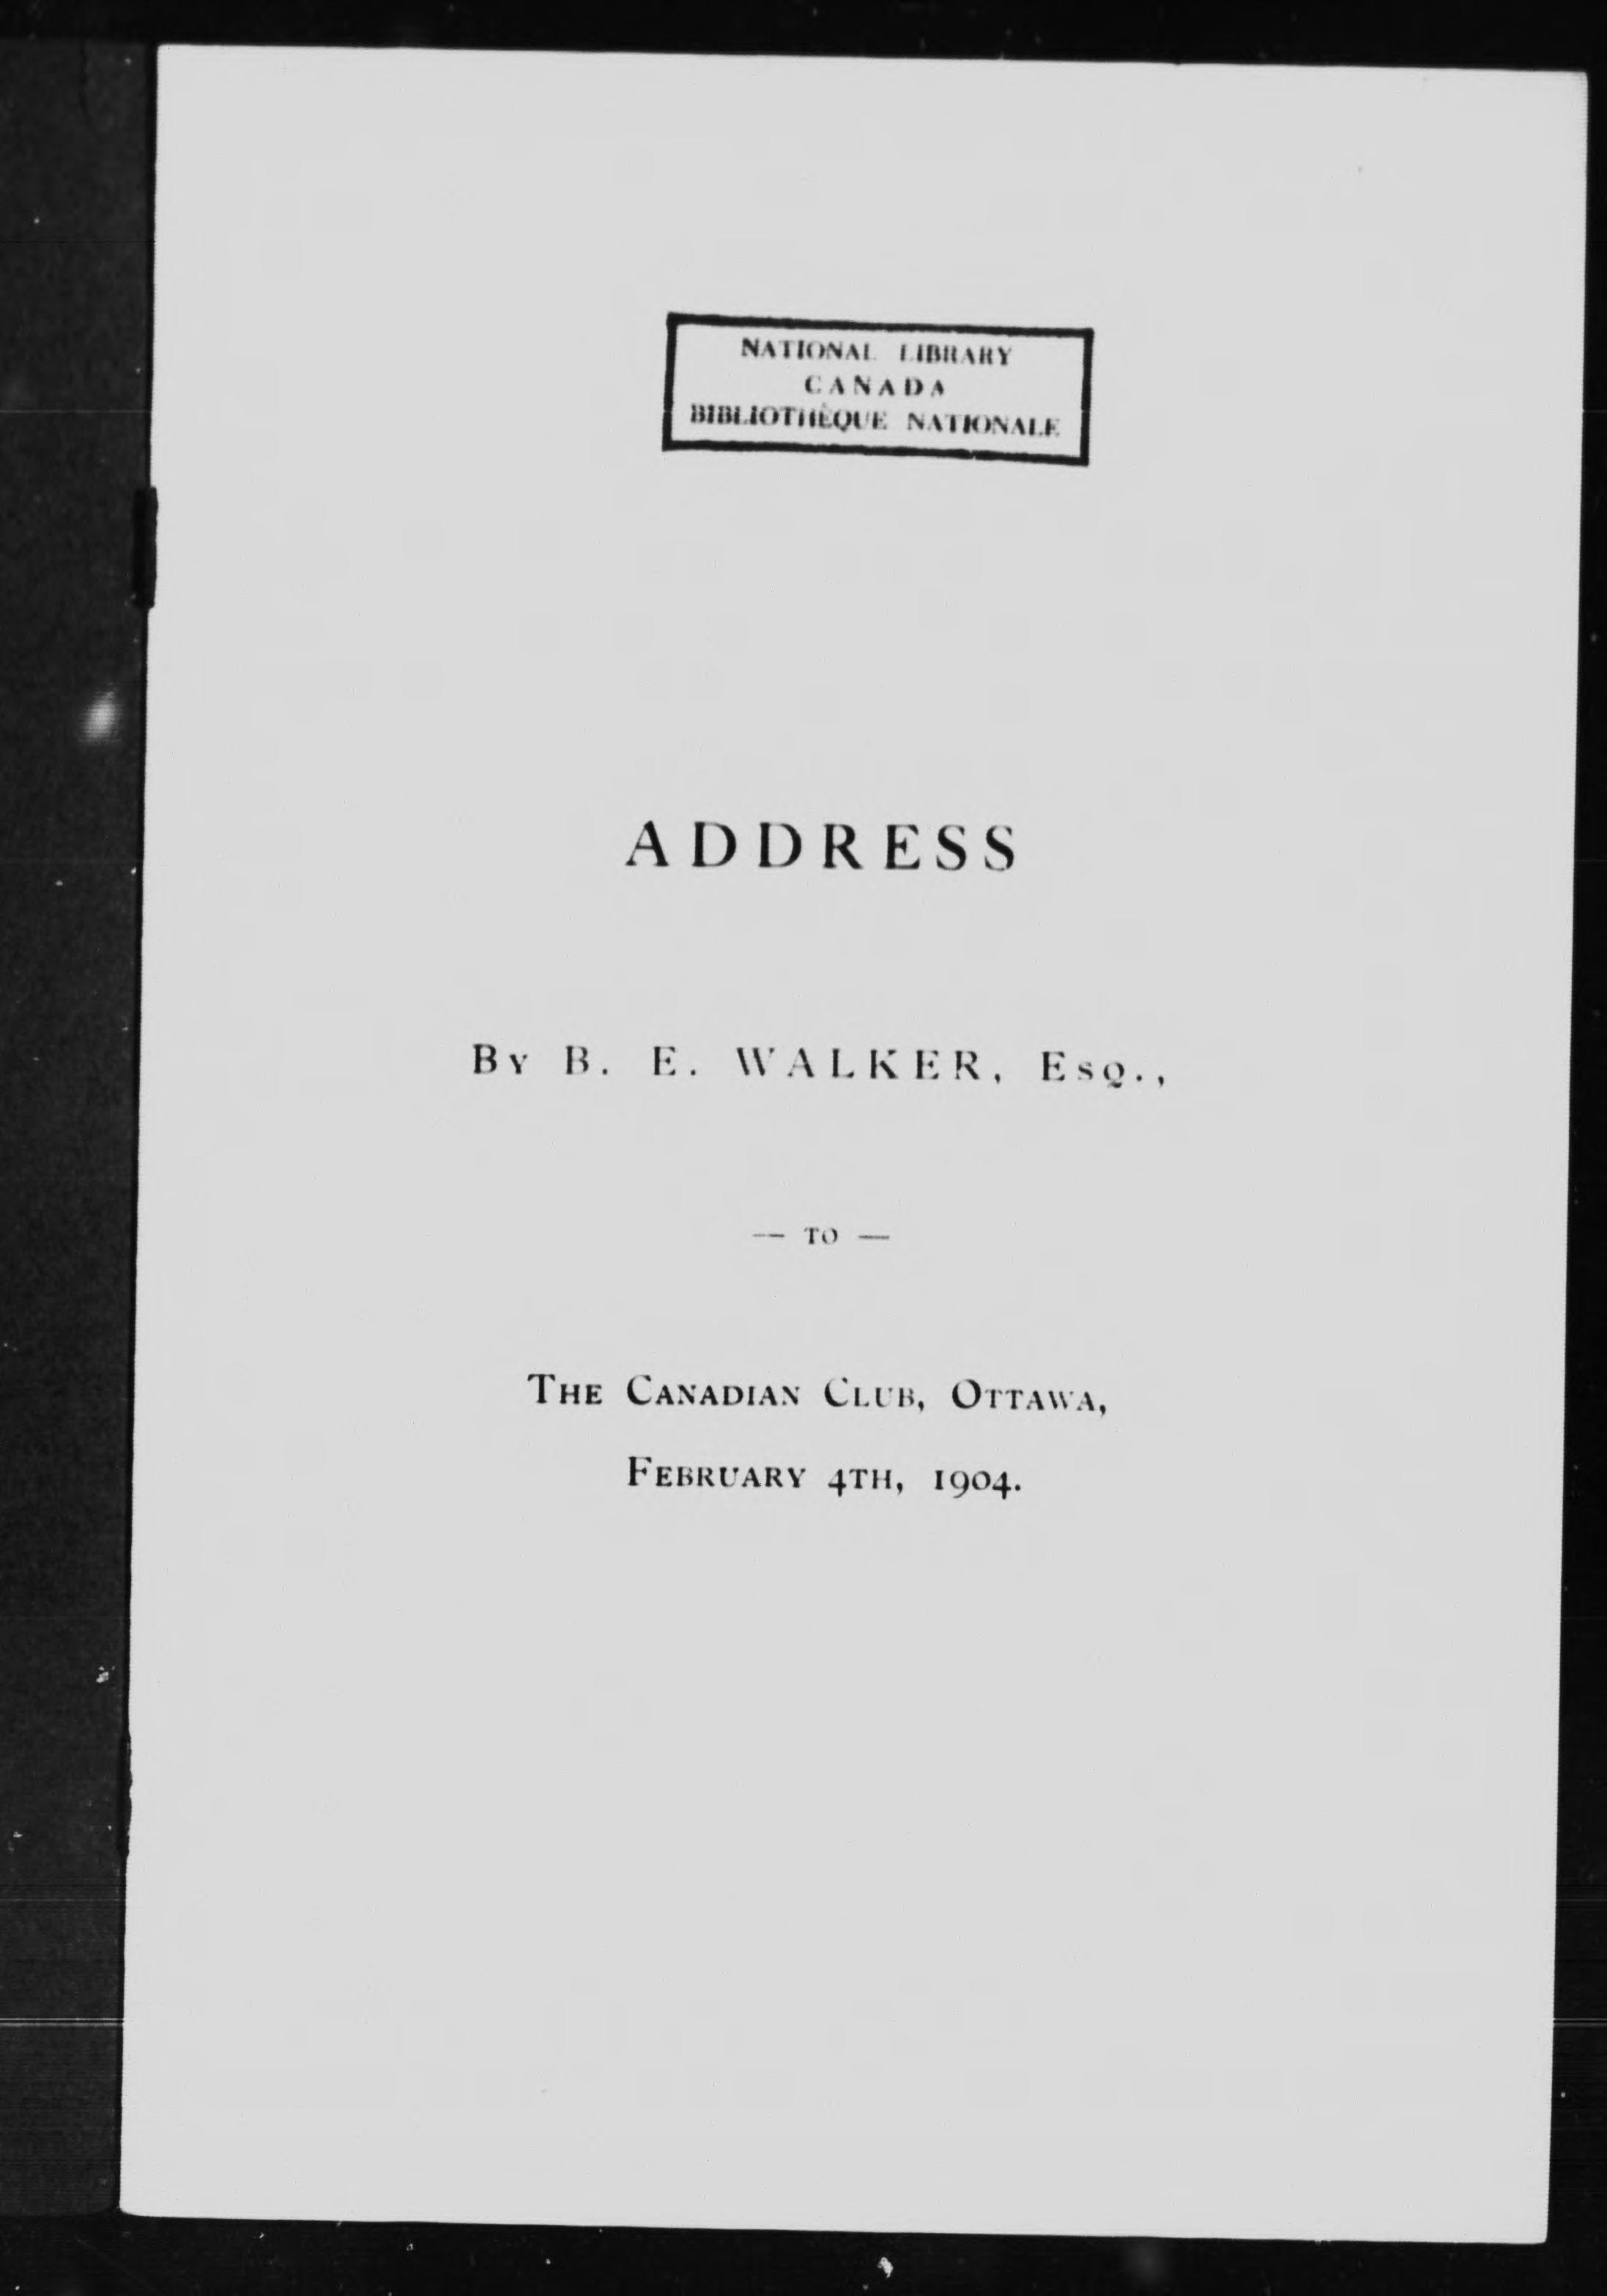 NATIONAL LIBRARY
CANADA
BIBLIOTHÈQUE NATIONALE
ADDRESS
By B. E. WALKER, Esq.,
— TO —
The Canadian Club, Ottawa,
February 4th, 1904.